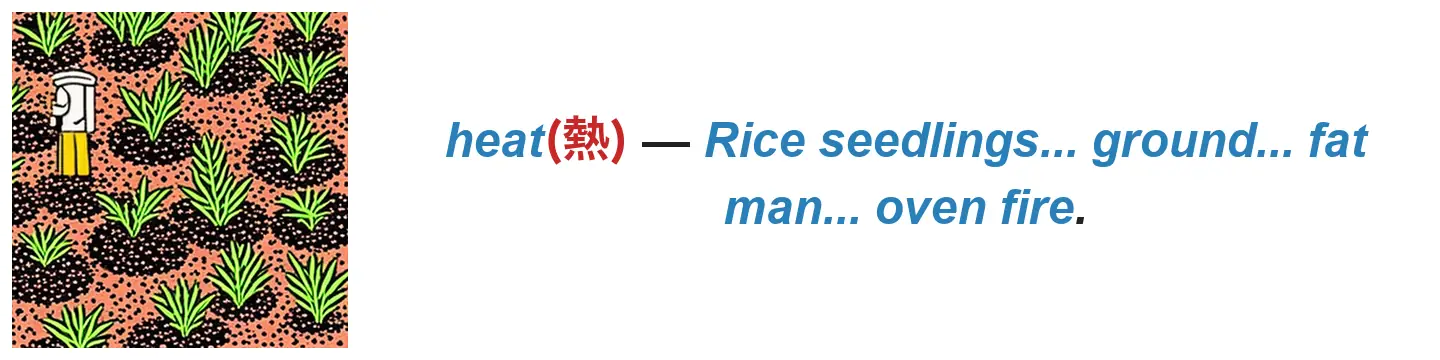 heat(熱) — Rice seedlings... ground... fat
man... oven fire.